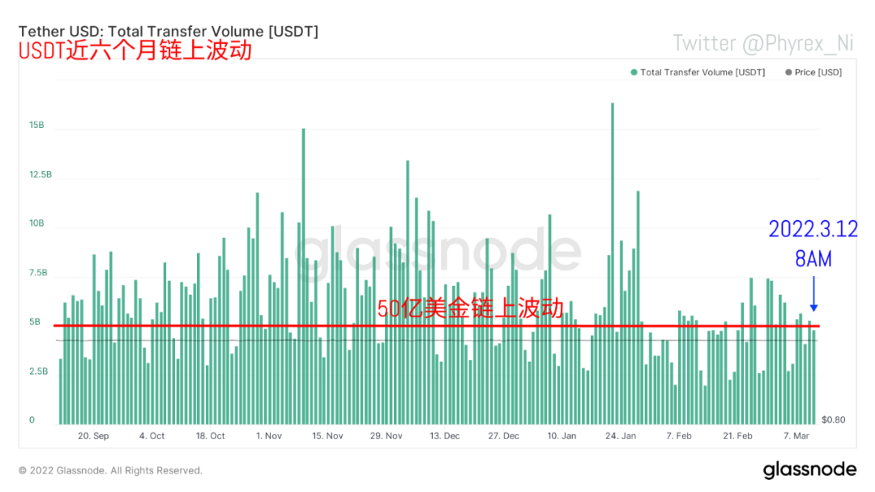 Tether USD: Total Transfer Volume [USDT]
USDT近六个月链上波动
Twitter @Phyrex_Ni
Total Transfer Volume [USDT]
Price [USD]
15B
12.5B
10B
7.5B
5B
2.5B
0
glassnode
50亿美金链上波动
2022.3.12
8AM
$0.80
20. Sep
4. Oct
18. Oct
1. Nov
15. Nov
29. Nov
13. Dec
27. Dec
10. Jan
24. Jan
7. Feb
21. Feb
7. Mar
© 2022 Glassnode. All Rights Reserved.
glassnode